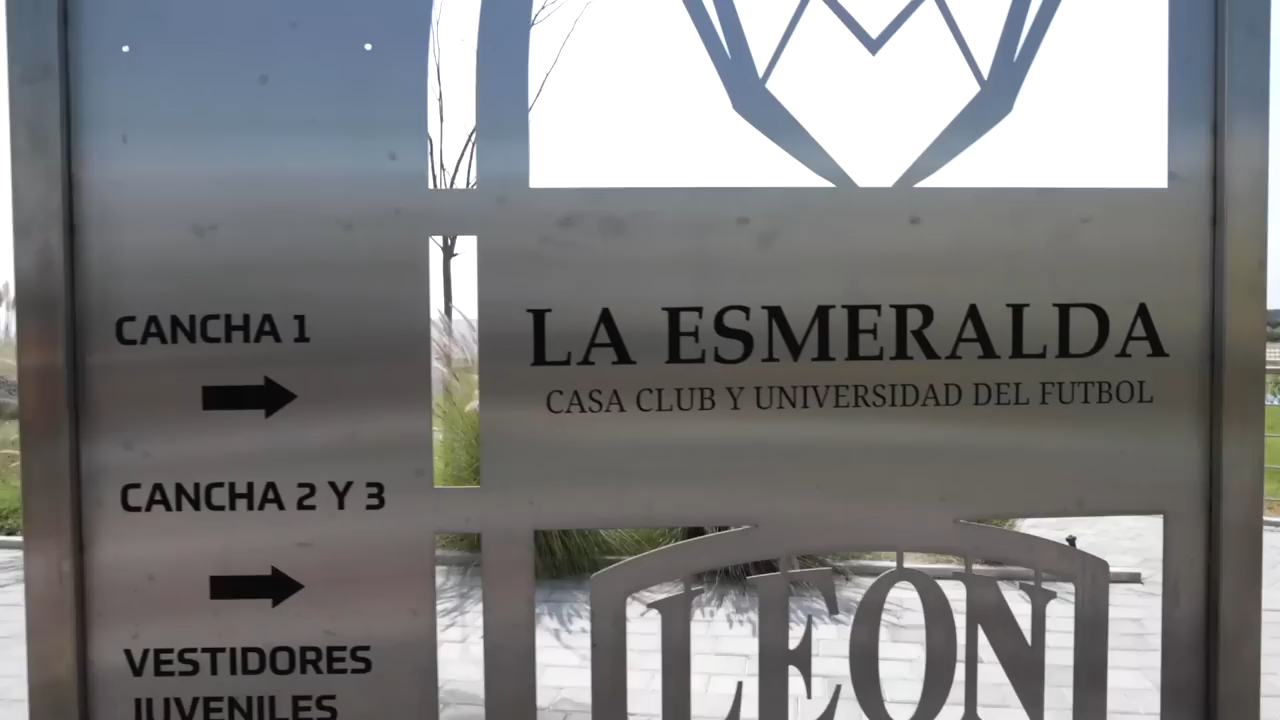 CANCHA 1
CANCHA 2 Y 3
VESTIDORES
JUVENILES
LA ESMERALDA
CASA CLUB Y UNIVERSIDAD DEL FUTBOL
LEON